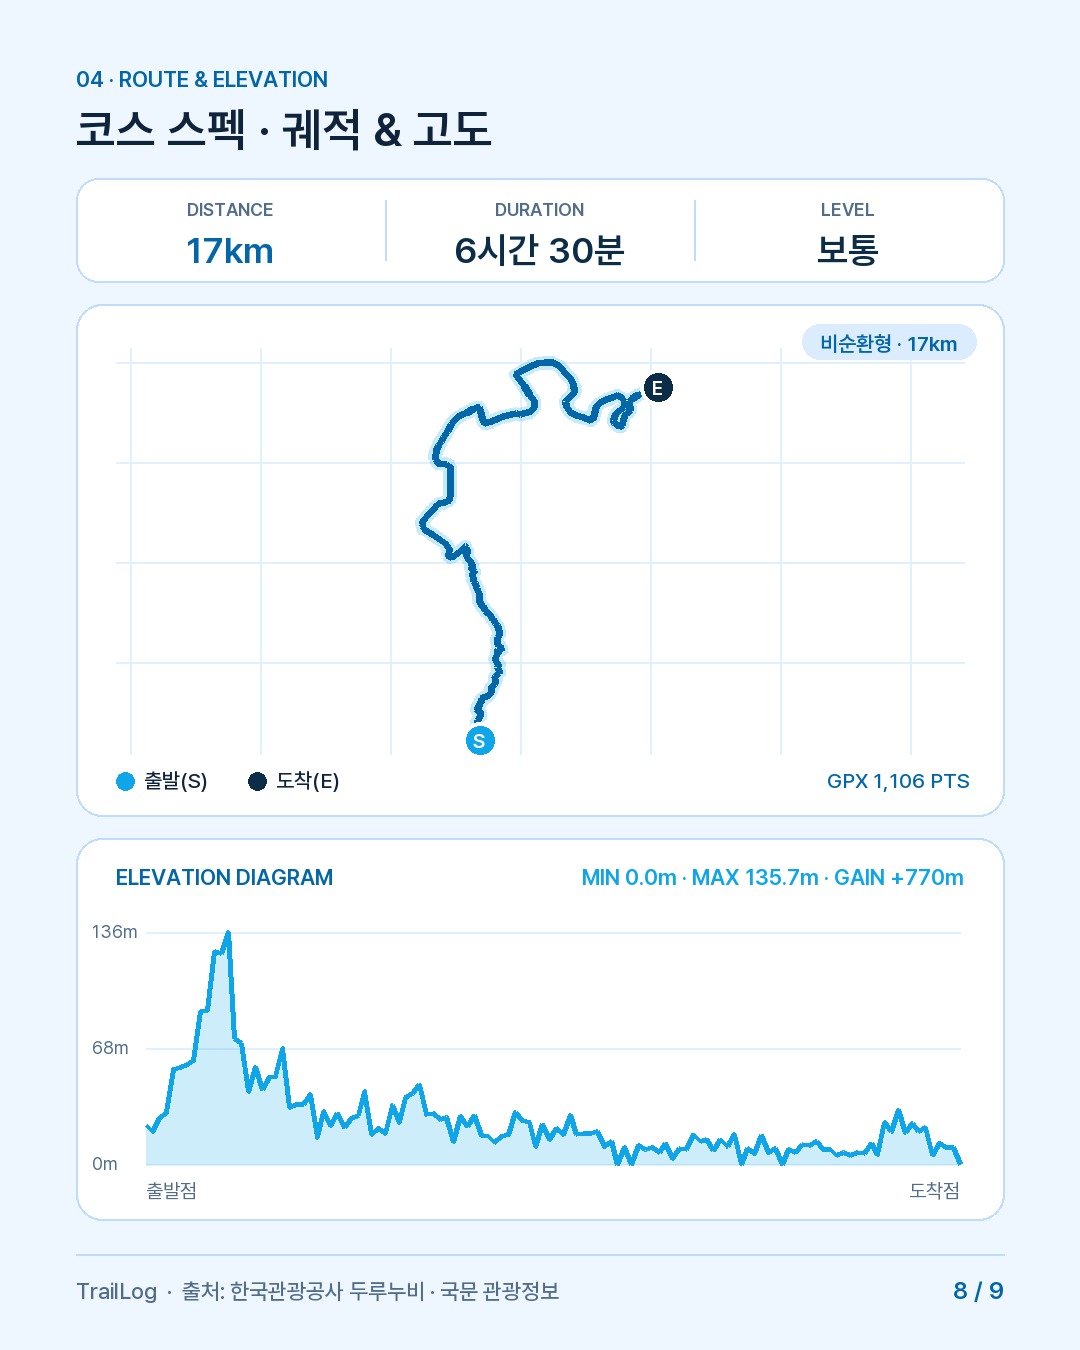 04 · ROUTE & ELEVATION
코스 스펙 · 궤적 & 고도
DISTANCE
17km
DURATION
6시간 30분
LEVEL
보통
비순환형 · 17km
E
S
출발(S)
도착(E)
GPX 1,106 PTS
ELEVATION DIAGRAM
MIN 0.0m · MAX 135.7m · GAIN +770m
136m
68m
0m
출발점
도착점
TrailLog · 출처: 한국관광공사 두루누비 · 국문 관광정보
8 / 9